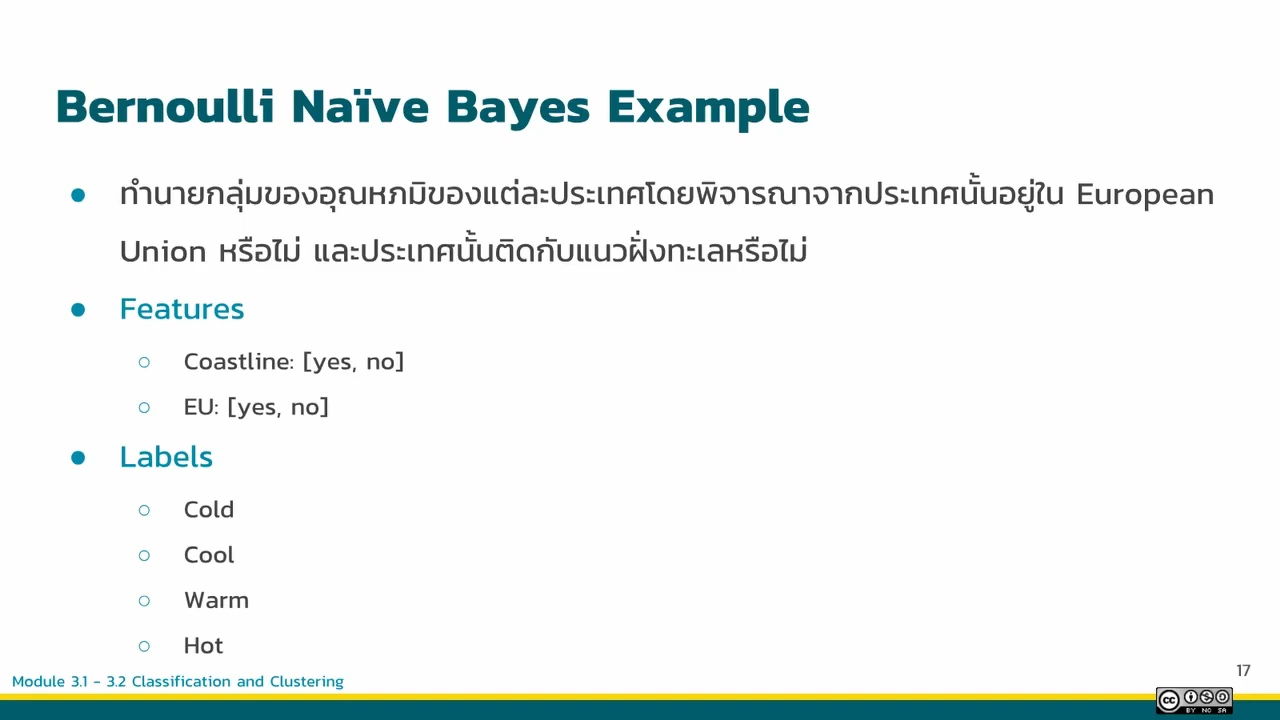 Bernoulli Naïve Bayes Example
● ทำนายกลุ่มของอุณหภมิของแต่ละประเทศโดยพิจารณาจากประเทศนั้นอยู่ใน European
Union หรือไม่ และประเทศนั้นติดกับแนวฝั่งทะเลหรือไม่
● Features
○ Coastline: [yes, no]
○ EU: [yes, no]
● Labels
○ Cold
○ Cool
○ Warm
○ Hot
17
Module 3.1 - 3.2 Classification and Clustering
cc
BY NC SA